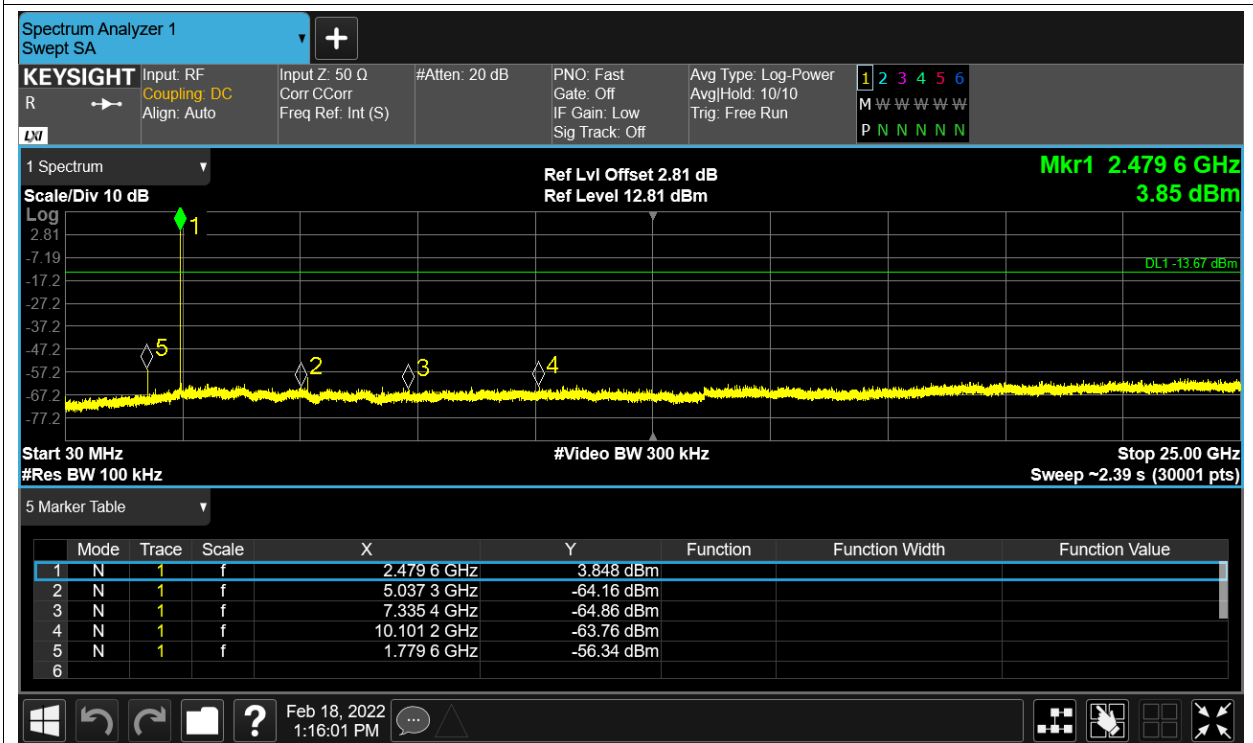 Spectrum Analyzer 1
Swept SA
KEYSIGHT
R
LXI
Input: RF
Coupling: DC
Align: Auto
Input Z: 50 Ω
Corr CCorr
Freq Ref: Int (S)
#Atten: 20 dB
PNO: Fast
Gate: Off
IF Gain: Low
Sig Track: Off
Avg Type: Log-Power
Avg|Hold: 10/10
Trig: Free Run
1 2 3 4 5 6
M W W W W W
P N N N N N
1 Spectrum
Scale/Div 10 dB
Ref Lvl Offset 2.81 dB
Ref Level 12.81 dBm
Mkr1 2.479 6 GHz
3.85 dBm
Log
2.81
-7.19
-17.2
-27.2
-37.2
-47.2
-57.2
-67.2
-77.2
1
5
2
3
4
DL1 -13.67 dBm
Start 30 MHz
#Res BW 100 kHz
#Video BW 300 kHz
Stop 25.00 GHz
Sweep ~2.39 s (30001 pts)
5 Marker Table
Mode Trace Scale X Y Function Function Width Function Value
1 N 1 f 2.479 6 GHz 3.848 dBm
2 N 1 f 5.037 3 GHz -64.16 dBm
3 N 1 f 7.335 4 GHz -64.86 dBm
4 N 1 f 10.101 2 GHz -63.76 dBm
5 N 1 f 1.779 6 GHz -56.34 dBm
6
?
Feb 18, 2022
1:16:01 PM